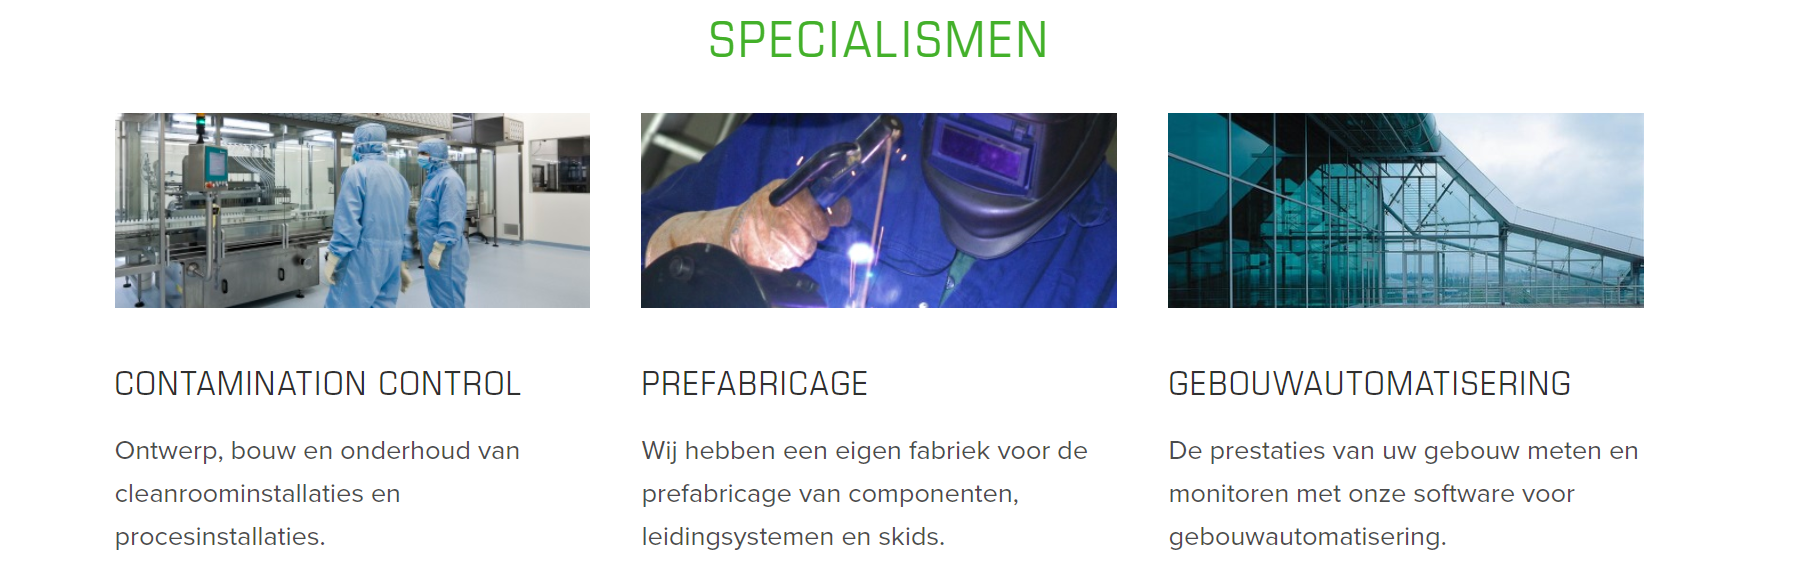 SPECIALISMEN
CONTAMINATION CONTROL
Ontwerp, bouw en onderhoud van
cleanroominstallaties en
procesinstallaties.
PREFABRICAGE
Wij hebben een eigen fabriek voor de
prefabricage van componenten,
leidingsystemen en skids.
GEBOUWAUTOMATISERING
De prestaties van uw gebouw meten en
monitoren met onze software voor
gebouwautomatisering.